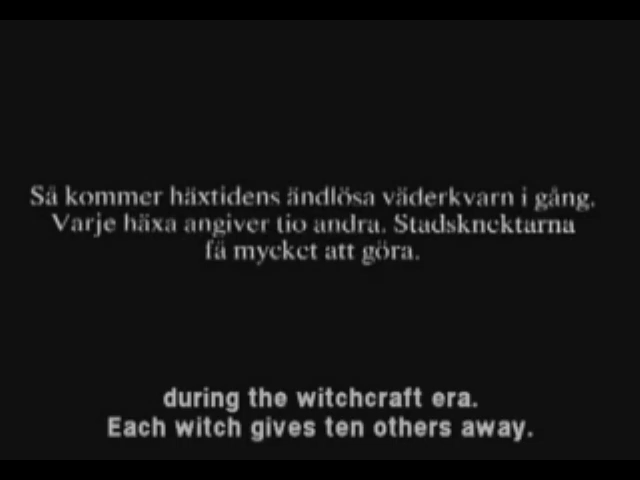 Så kommer häxtidens ändlösa väderkvarn i gång.
Varje häxa angiver tio andra. Stadsknektarna
få mycket att göra.
during the witchcraft era.
Each witch gives ten others away.